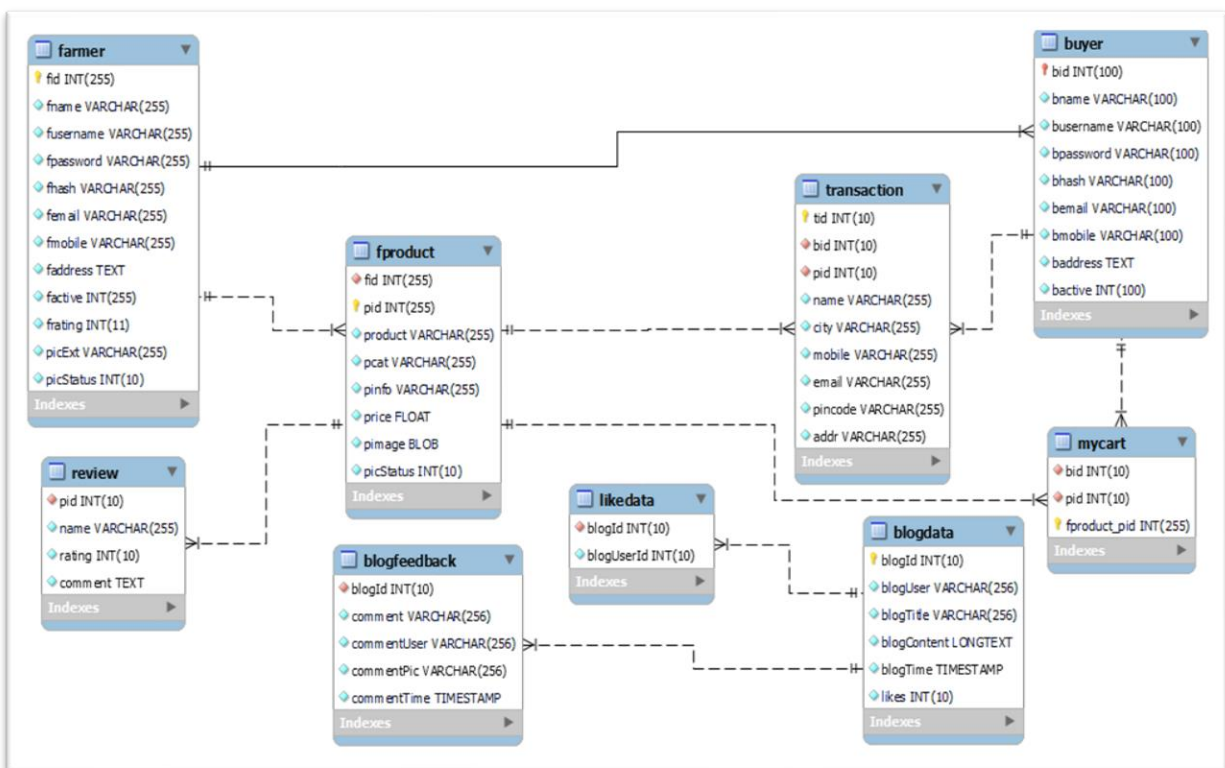 farmer
fid INT(255)
fname VARCHAR(255)
fusername VARCHAR(255)
fpassword VARCHAR(255)
fhash VARCHAR(255)
femail VARCHAR(255)
fmobile VARCHAR(255)
faddress TEXT
factive INT(255)
frating INT(11)
picExt VARCHAR(255)
picStatus INT(10)
Indexes
buyer
bid INT(100)
bname VARCHAR(100)
busername VARCHAR(100)
bpassword VARCHAR(100)
bhash VARCHAR(100)
bemail VARCHAR(100)
bmobile VARCHAR(100)
baddress TEXT
bactive INT(100)
Indexes
transaction
tid INT(10)
bid INT(10)
pid INT(10)
name VARCHAR(255)
city VARCHAR(255)
mobile VARCHAR(255)
email VARCHAR(255)
pincode VARCHAR(255)
addr VARCHAR(255)
Indexes
fproduct
fid INT(255)
pid INT(255)
product VARCHAR(255)
pcat VARCHAR(255)
pinfo VARCHAR(255)
price FLOAT
pimage BLOB
picStatus INT(10)
Indexes
mycart
bid INT(10)
pid INT(10)
fproduct_pid INT(255)
Indexes
review
pid INT(10)
name VARCHAR(255)
rating INT(10)
comment TEXT
Indexes
likedata
blogId INT(10)
blogUserId INT(10)
Indexes
blogfeedback
blogId INT(10)
comment VARCHAR(256)
commentUser VARCHAR(256)
commentPic VARCHAR(256)
commentTime TIMESTAMP
Indexes
blogdata
blogId INT(10)
blogUser VARCHAR(256)
blogTitle VARCHAR(256)
blogContent LONGTEXT
blogTime TIMESTAMP
likes INT(10)
Indexes